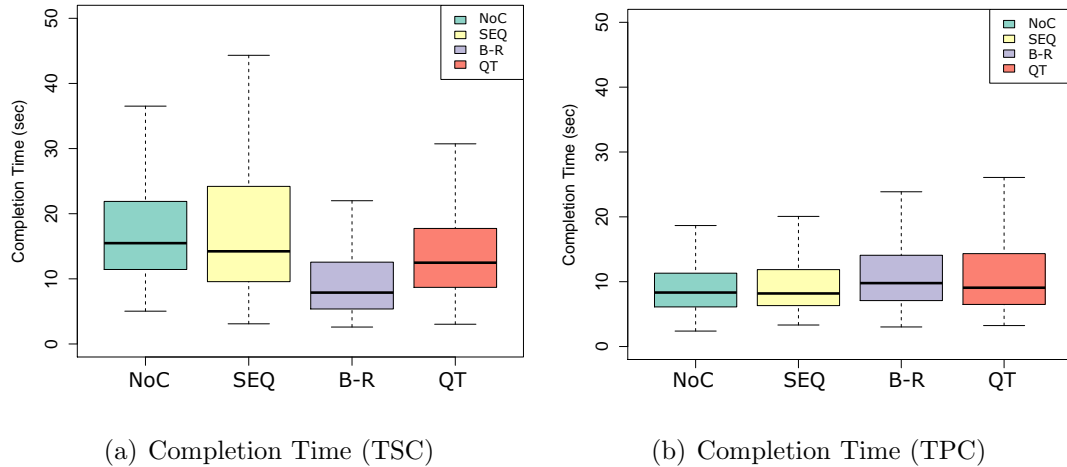 Completion Time (sec)
50
40
30
20
10
0
NoC
SEQ
B-R
QT
NoC SEQ B-R QT
(a) Completion Time (TSC)
Completion Time (sec)
50
40
30
20
10
0
NoC
SEQ
B-R
QT
NoC SEQ B-R QT
(b) Completion Time (TPC)